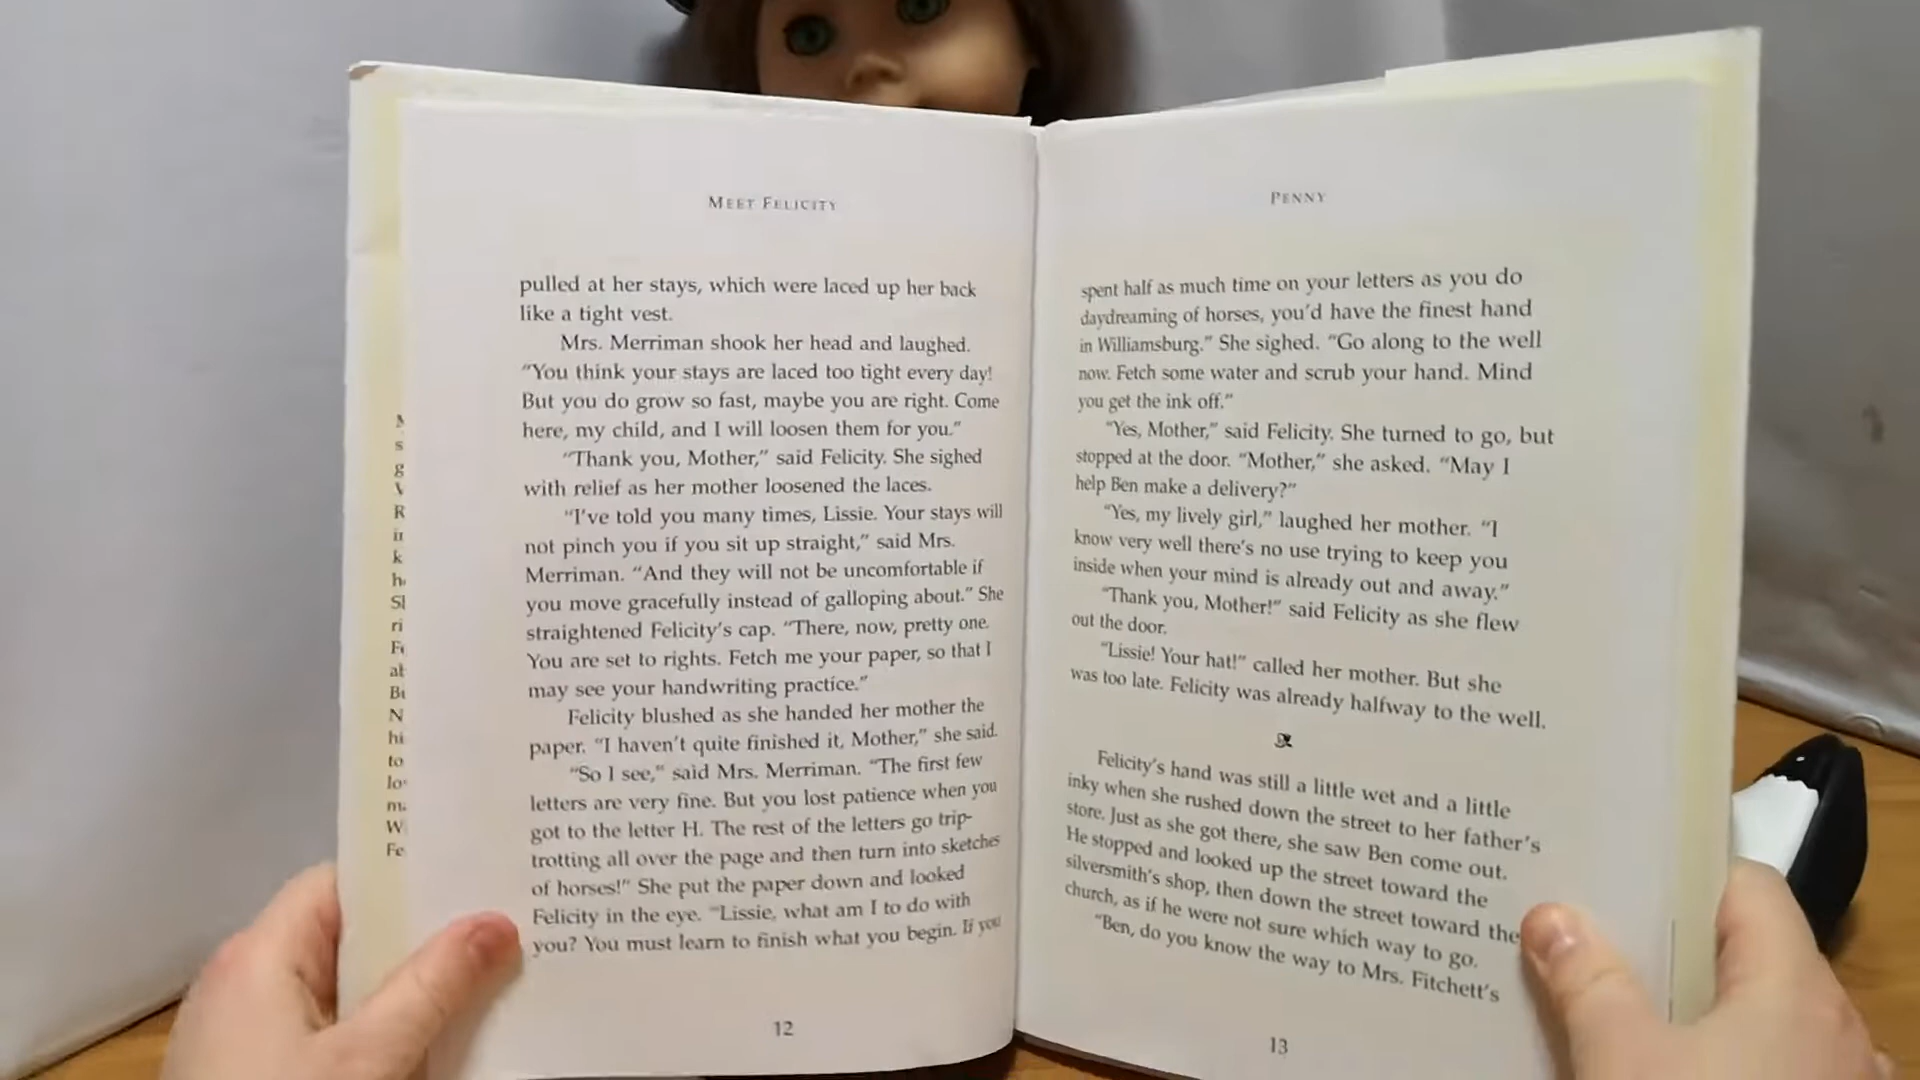 MEET FELICITY
pulled at her stays, which were laced up her back
like a tight vest.
Mrs. Merriman shook her head and laughed.
“You think your stays are laced too tight every day!
But you do grow so fast, maybe you are right. Come
here, my child, and I will loosen them for you.”
“Thank you, Mother,” said Felicity. She sighed
with relief as her mother loosened the laces.
“I’ve told you many times, Lissie. Your stays will
not pinch you if you sit up straight,” said Mrs.
Merriman. “And they will not be uncomfortable if
you move gracefully instead of galloping about.” She
straightened Felicity’s cap. “There, now, pretty one.
You are set to rights. Fetch me your paper, so that I
may see your handwriting practice.”
Felicity blushed as she handed her mother the
paper. “I haven’t quite finished it, Mother,” she said.
“So I see,” said Mrs. Merriman. “The first few
letters are very fine. But you lost patience when you
got to the letter H. The rest of the letters go trip-
trotting all over the page and then turn into sketches
of horses!” She put the paper down and looked
Felicity in the eye. “Lissie, what am I to do with
you? You must learn to finish what you begin. If you
12
PENNY
spent half as much time on your letters as you do
daydreaming of horses, you’d have the finest hand
in Williamsburg.” She sighed. “Go along to the well
now. Fetch some water and scrub your hand. Mind
you get the ink off.”
“Yes, Mother,” said Felicity. She turned to go, but
stopped at the door. “Mother,” she asked. “May I
help Ben make a delivery?”
“Yes, my lively girl,” laughed her mother. “I
know very well there’s no use trying to keep you
inside when your mind is already out and away.”
“Thank you, Mother!” said Felicity as she flew
out the door.
“Lissie! Your hat!” called her mother. But she
was too late. Felicity was already halfway to the well.
Felicity’s hand was still a little wet and a little
inky when she rushed down the street to her father’s
store. Just as she got there, she saw Ben come out.
He stopped and looked up the street toward the
silversmith’s shop, then down the street toward the
church, as if he were not sure which way to go.
“Ben, do you know the way to Mrs. Fitchett’s
13